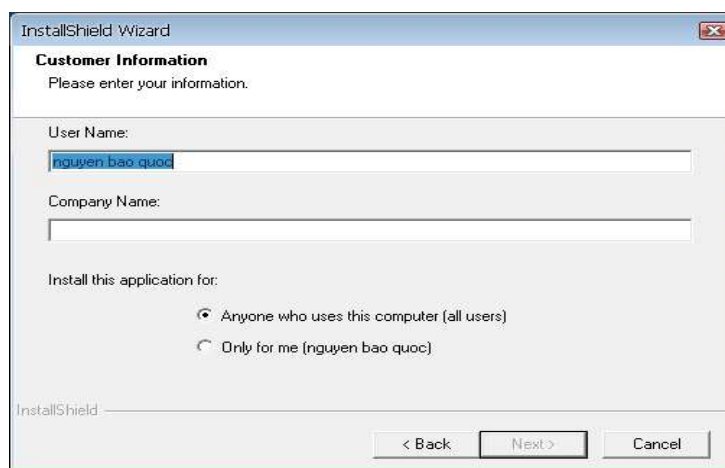 InstallShield Wizard
Customer Information
Please enter your information.
User Name:
nguyen bao quoc
Company Name:
Install this application for:
Anyone who uses this computer (all users)
Only for me (nguyen bao quoc)
InstallShield
< Back Next > Cancel